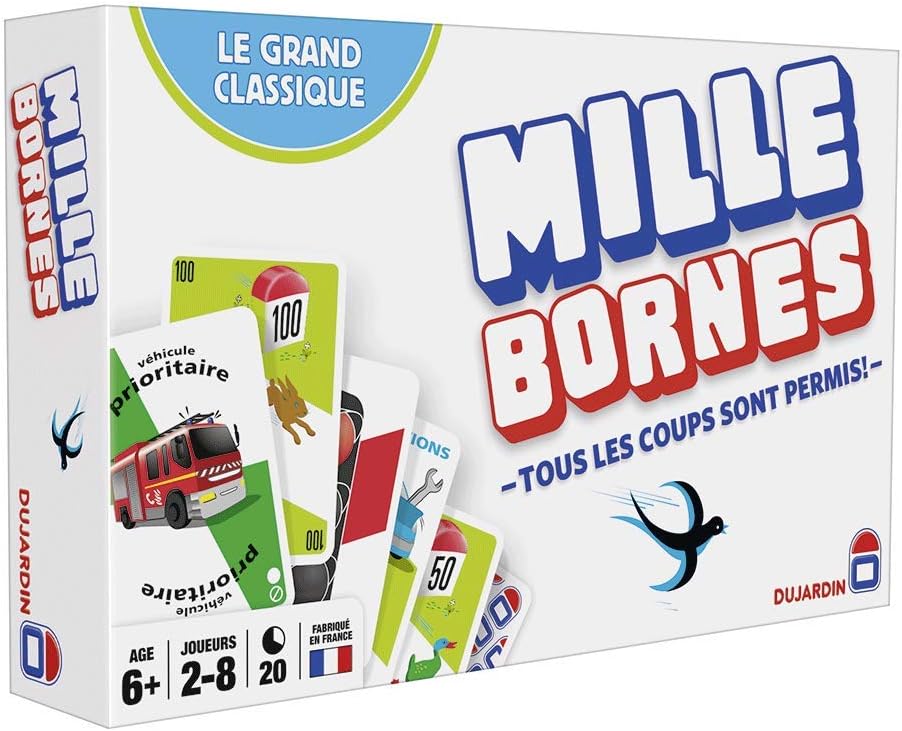 LE GRAND
CLASSIQUE
MILLE
BORNES
–TOUS LES COUPS SONT PERMIS!–
DUJARDIN
MILLE
BORNES
DUJARDIN
100
100
100
véhicule
prioritaire
prioritaire
véhicule
IONS
50
AGE
6+
JOUEURS
2-8
20
FABRIQUÉ
EN FRANCE